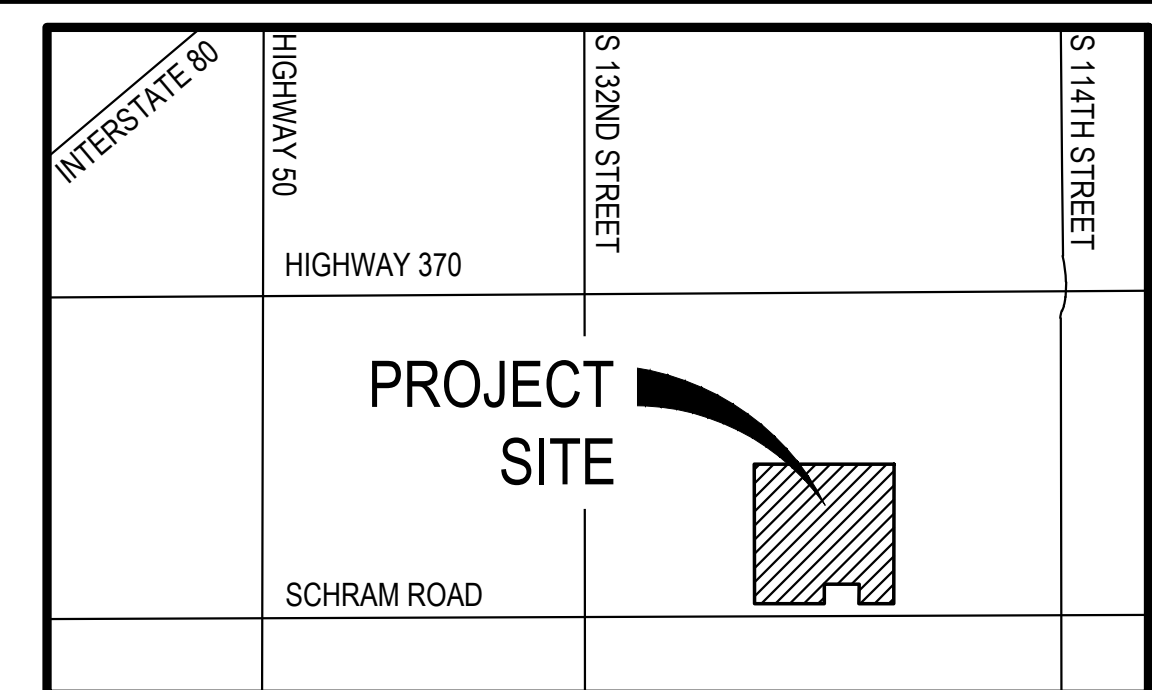 INTERSTATE 80
HIGHWAY 50
S 132ND STREET
S 114TH STREET
HIGHWAY 370
PROJECT
SITE
SCHRAM ROAD